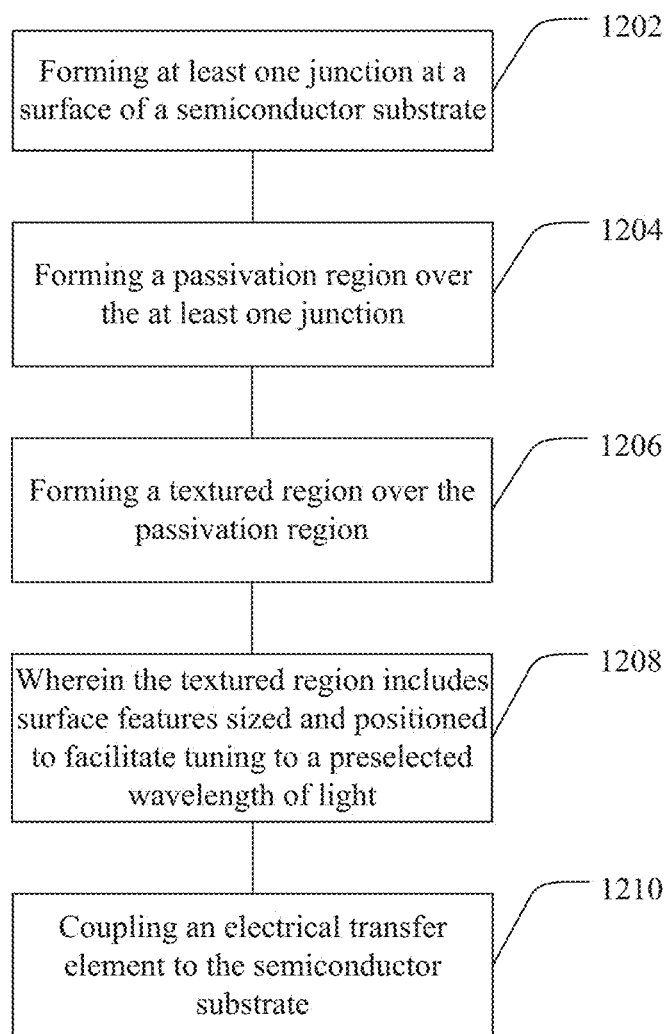 1202
Forming at least one junction at a
surface of a semiconductor substrate
1204
Forming a passivation region over
the at least one junction
1206
Forming a textured region over the
passivation region
1208
Wherein the textured region includes
surface features sized and positioned
to facilitate tuning to a preselected
wavelength of light
1210
Coupling an electrical transfer
element to the semiconductor
substrate